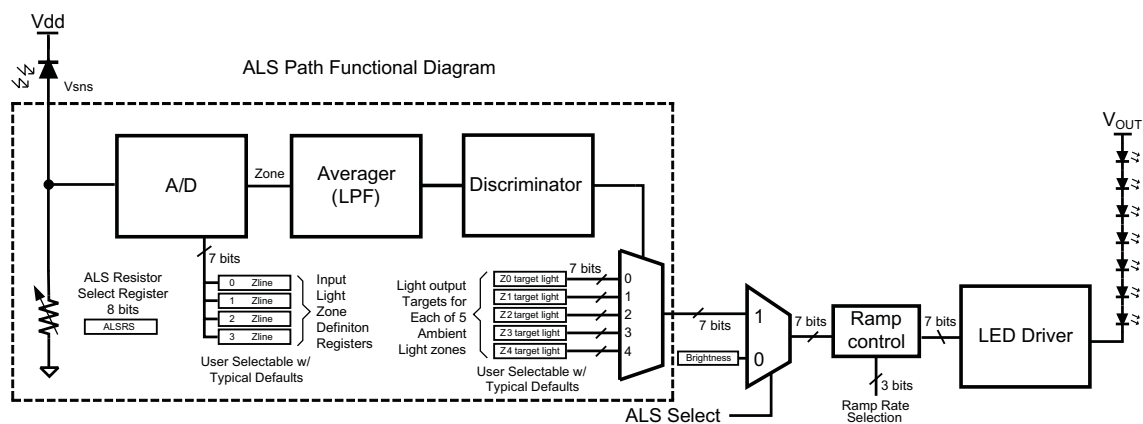 Vdd
Vsns
ALS Path Functional Diagram
A/D
Zone
Averager
(LPF)
Discriminator
7 bits
0 Zline
1 Zline
2 Zline
3 Zline
Input
Light
Zone
Definiton
Registers
User Selectable w/
Typical Defaults
ALS Resistor
Select Register
8 bits
ALSRS
Light output
Targets for
Each of 5
Ambient
Light zones
7 bits
Z0 target light
Z1 target light
Z2 target light
Z3 target light
Z4 target light
User Selectable w/
Typical Defaults
0
1
2
3
4
7 bits
Brightness
1
0
ALS Select
7 bits
Ramp
control
3 bits
Ramp Rate
Selection
7 bits
LED Driver
VOUT